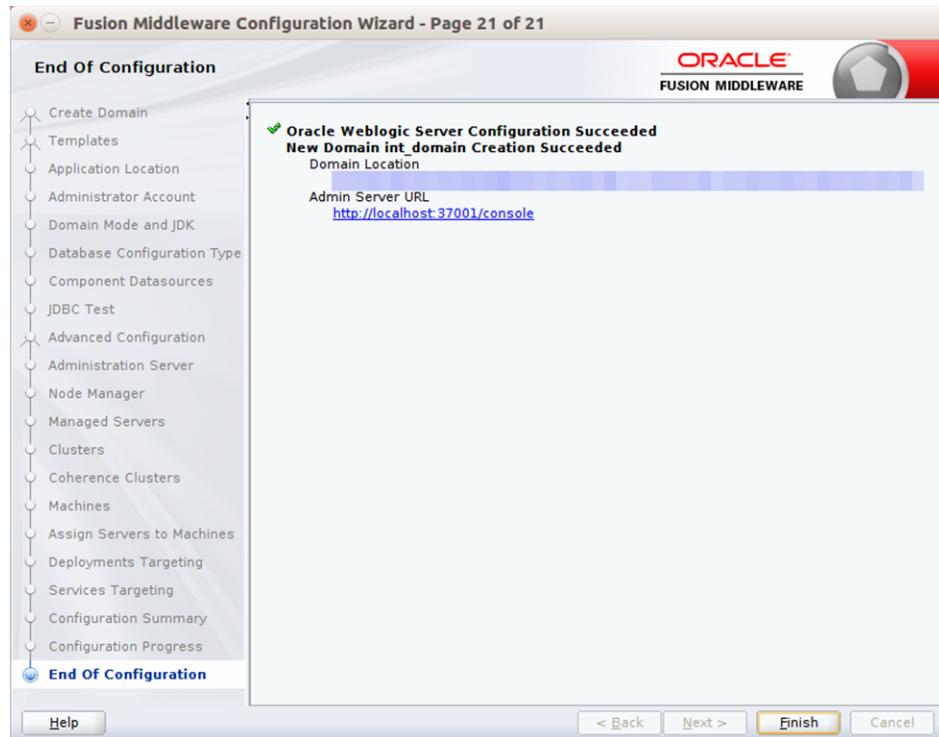 Fusion Middleware Configuration Wizard - Page 21 of 21
End Of Configuration
ORACLE
FUSION MIDDLEWARE
Create Domain
Templates
Application Location
Administrator Account
Domain Mode and JDK
Database Configuration Type
Component Datasources
JDBC Test
Advanced Configuration
Administration Server
Node Manager
Managed Servers
Clusters
Coherence Clusters
Machines
Assign Servers to Machines
Deployments Targeting
Services Targeting
Configuration Summary
Configuration Progress
End Of Configuration
Oracle Weblogic Server Configuration Succeeded
New Domain int_domain Creation Succeeded
Domain Location
Admin Server URL
http://localhost:37001/console
Help
< Back
Next >
Finish
Cancel